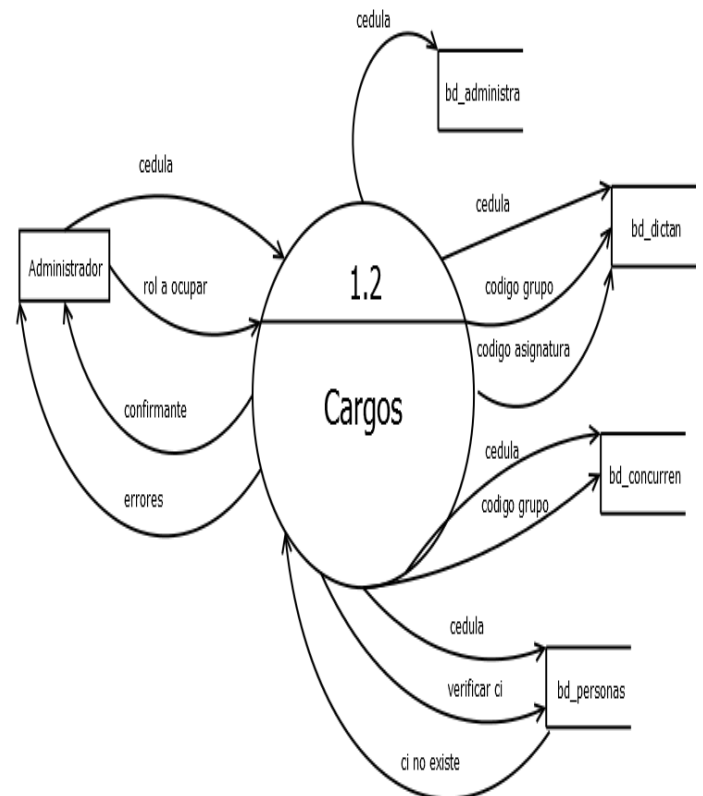 cedula
bd_administra
cedula
cedula
bd_dictan
Administrador
rol a ocupar
1.2
codigo grupo
codigo asignatura
Cargos
confirmante
cedula
bd_concurren
errores
codigo grupo
cedula
verificar ci
bd_personas
ci no existe